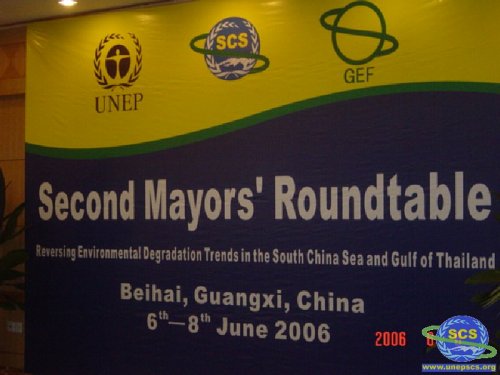 UNEP
SCS
GEF
Second Mayors' Roundtable
Reversing Environmental Degradation Trends in the South China Sea and Gulf of Thailand
Beihai, Guangxi, China
6th—8th June 2006
2006
SCS
www.unepscs.org